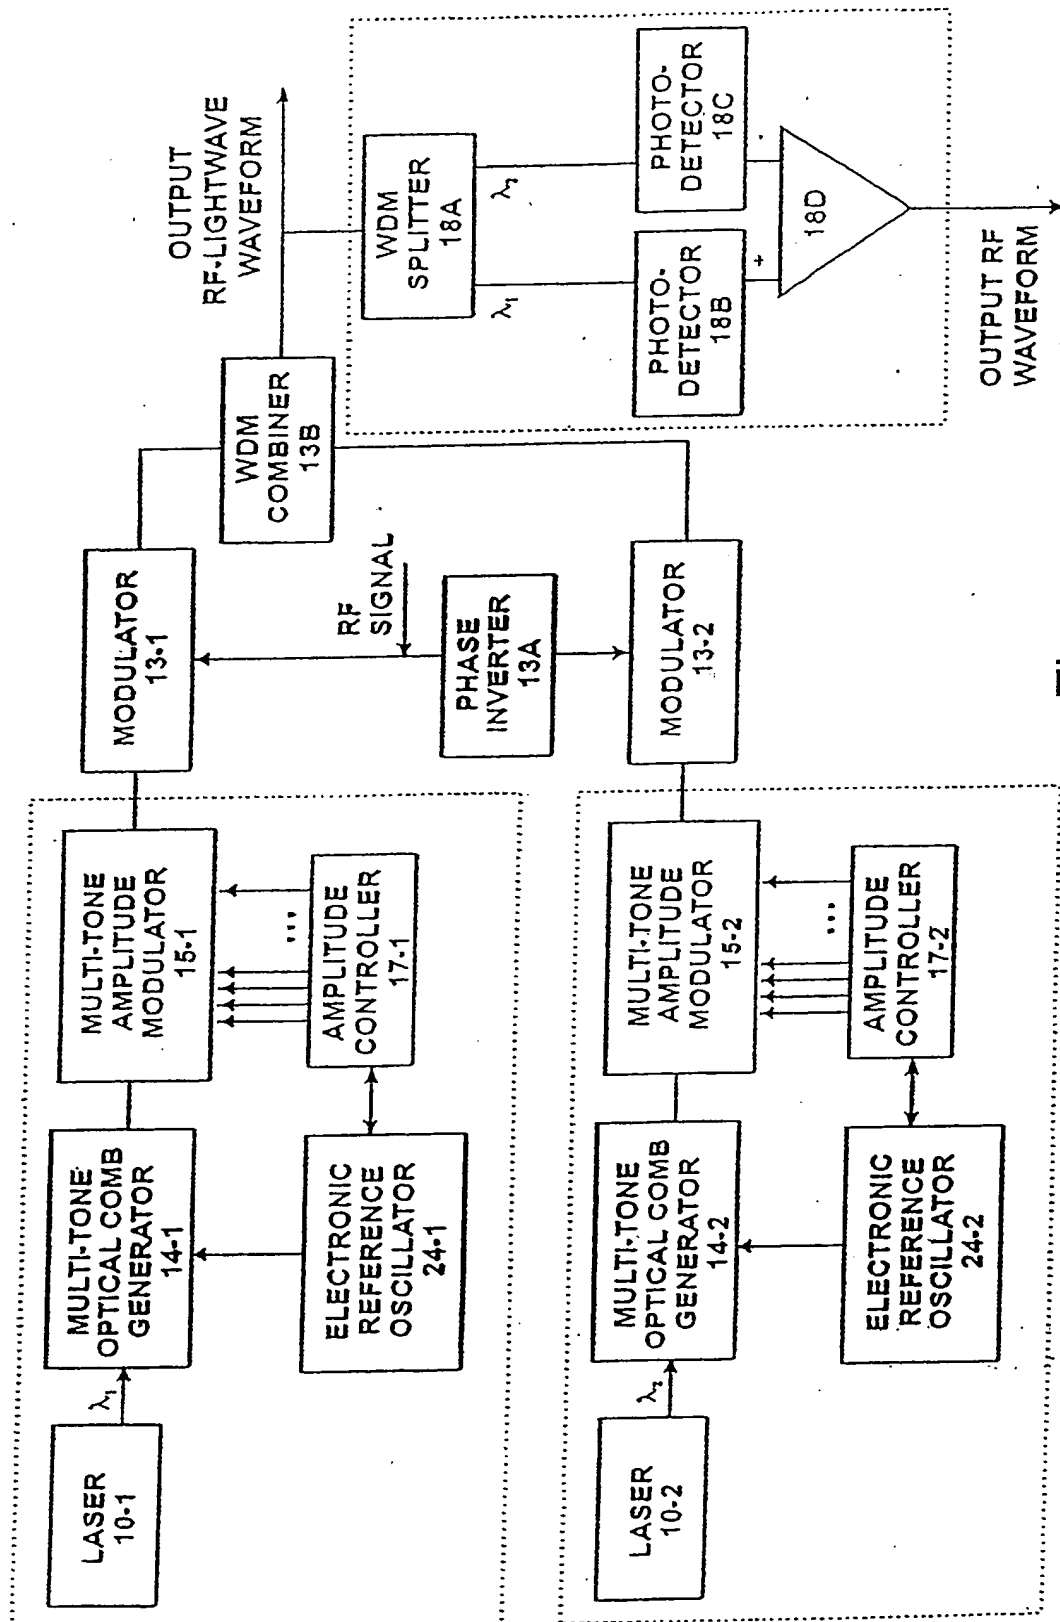 LASER
10-1
λ₁
MULTI-TONE
OPTICAL COMB
GENERATOR
14-1
MULTI-TONE
AMPLITUDE
MODULATOR
15-1
ELECTRONIC
REFERENCE
OSCILLATOR
24-1
AMPLITUDE
CONTROLLER
17-1
...
MODULATOR
13-1
RF
SIGNAL
PHASE
INVERTER
13A
WDM
COMBINER
13B
OUTPUT
RF-LIGHTWAVE
WAVEFORM
LASER
10-2
λ₂
MULTI-TONE
OPTICAL COMB
GENERATOR
14-2
MULTI-TONE
AMPLITUDE
MODULATOR
15-2
ELECTRONIC
REFERENCE
OSCILLATOR
24-2
AMPLITUDE
CONTROLLER
17-2
...
MODULATOR
13-2
WDM
SPLITTER
18A
λ₁
λ₂
PHOTO-
DETECTOR
18B
PHOTO-
DETECTOR
18C
+
-
18D
OUTPUT RF
WAVEFORM